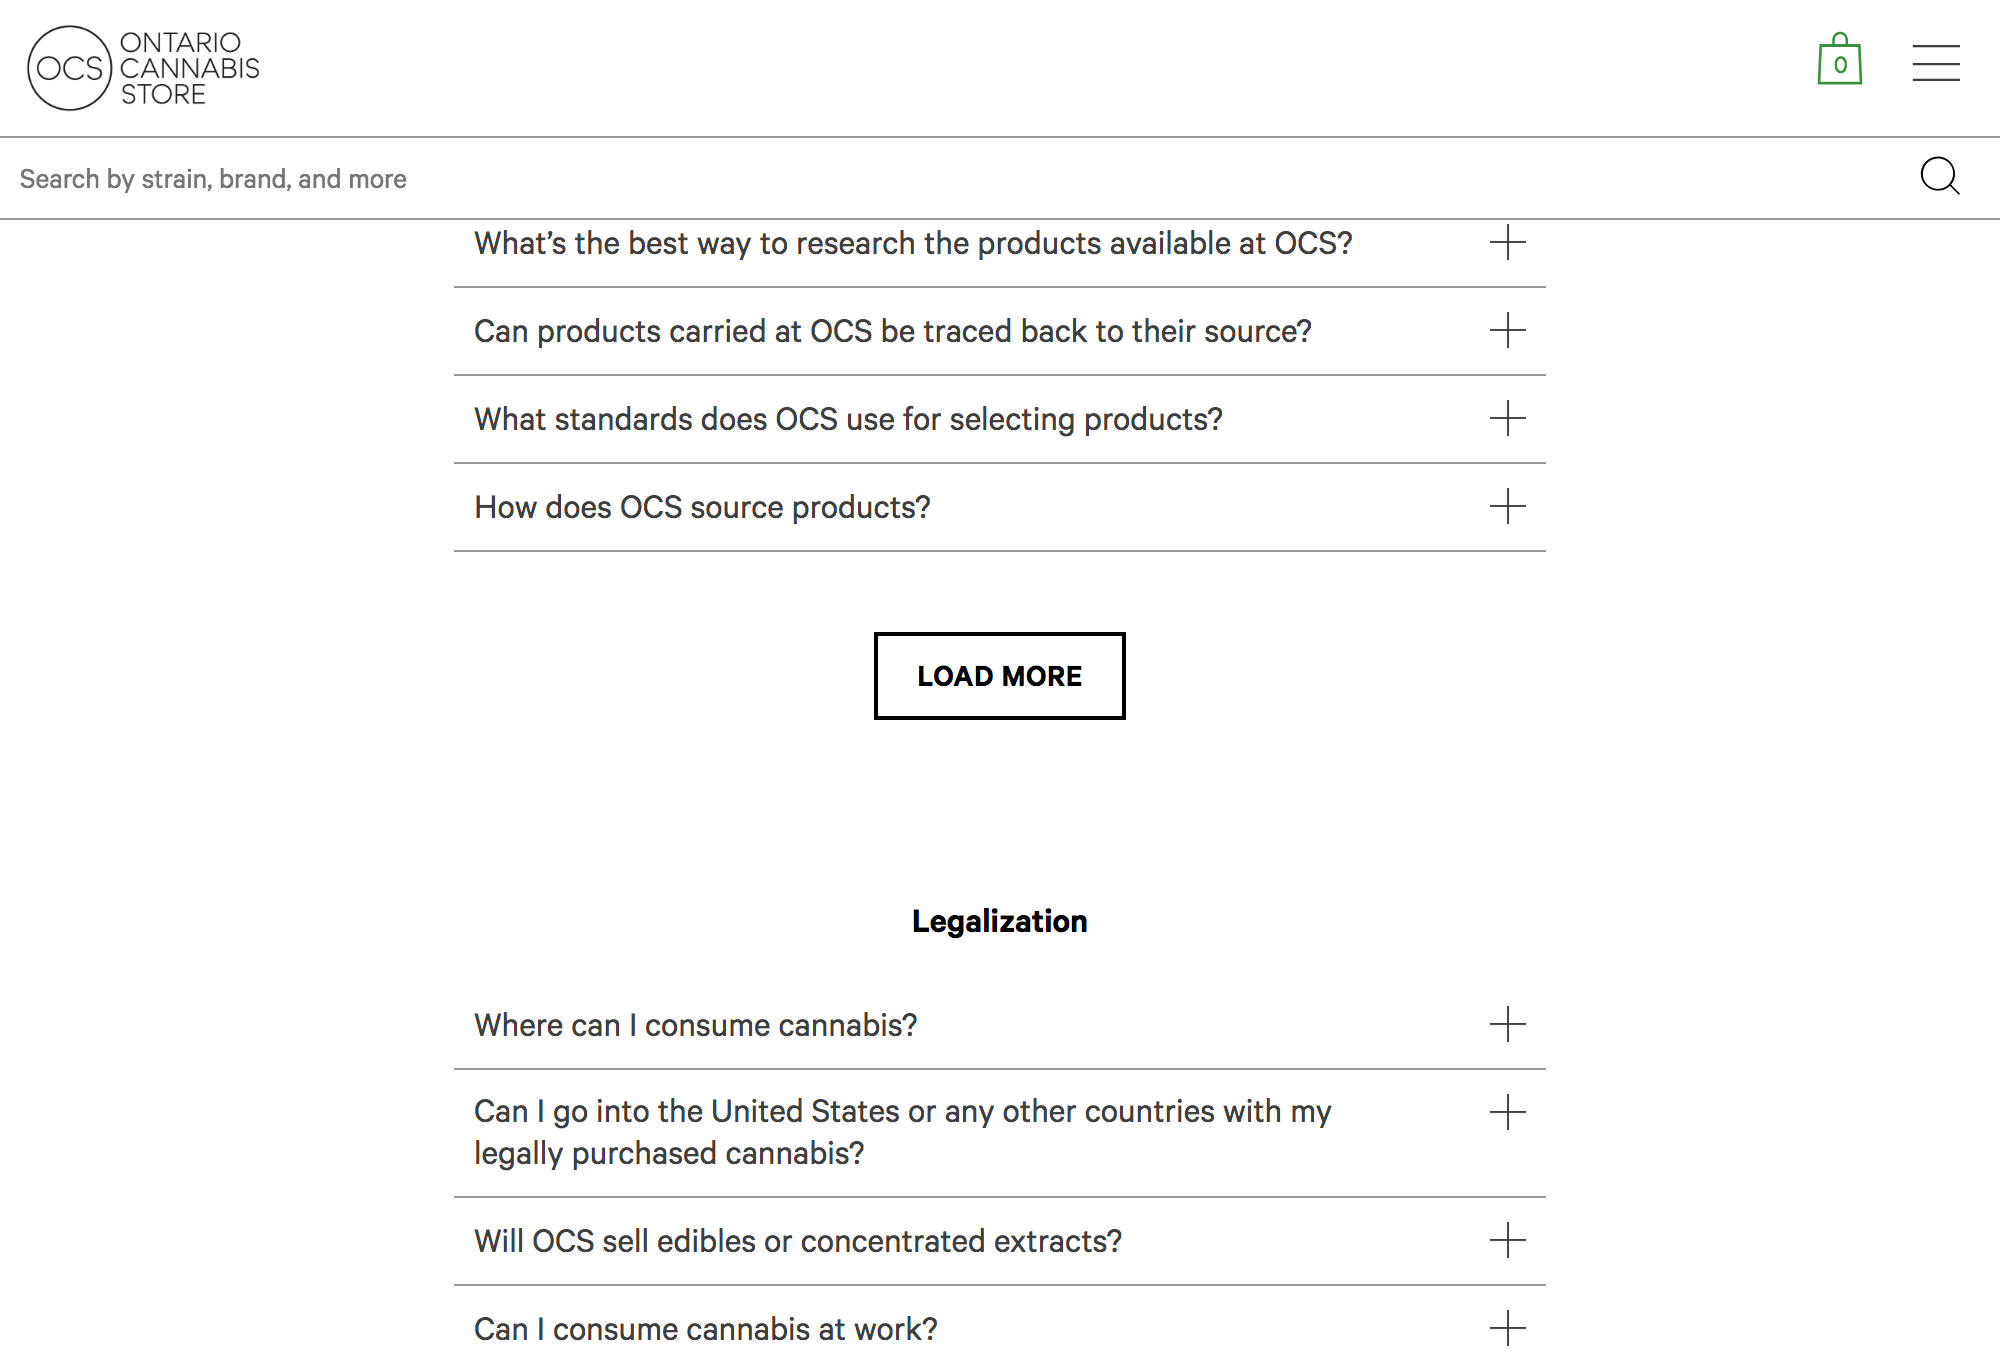 OCS
ONTARIO
CANNABIS
STORE
0
Search by strain, brand, and more
What’s the best way to research the products available at OCS?
Can products carried at OCS be traced back to their source?
What standards does OCS use for selecting products?
How does OCS source products?
LOAD MORE
Legalization
Where can I consume cannabis?
Can I go into the United States or any other countries with my
legally purchased cannabis?
Will OCS sell edibles or concentrated extracts?
Can I consume cannabis at work?